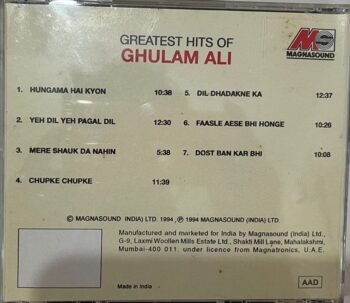 GREATEST HITS OF
GHULAM ALI
MAGNASOUND
1. HUNGAMA HAI KYON 10:38
2. YEH DIL YEH PAGAL DIL 12:30
3. MERE SHAUK DA NAHIN 5:38
4. CHUPKE CHUPKE 11:39
5. DIL DHADAKNE KA 12:37
6. FAASLE AESE BHI HONGE 10:26
7. DOST BAN KAR BHI 10:08
© MAGNASOUND (INDIA) LTD. 1994, ℗ 1994 MAGNASOUND (INDIA) LTD.
Manufactured and marketed for India by Magnasound (India) Ltd.,
G-9, Laxmi Woollen Mills Estate Ltd., Shakti Mill Lane, Mahalakshmi,
Mumbai-400 011. under licence from Magnatronics, U.A.E.
Made in India
AAD